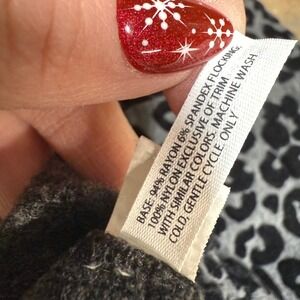 BASE: 94% RAYON 6% SPANDEX FLOCKING:
100% NYLON EXCLUSIVE OF TRIM
WITH SIMILAR COLORS. MACHINE WASH
COLD, GENTLE CYCLE. ONLY